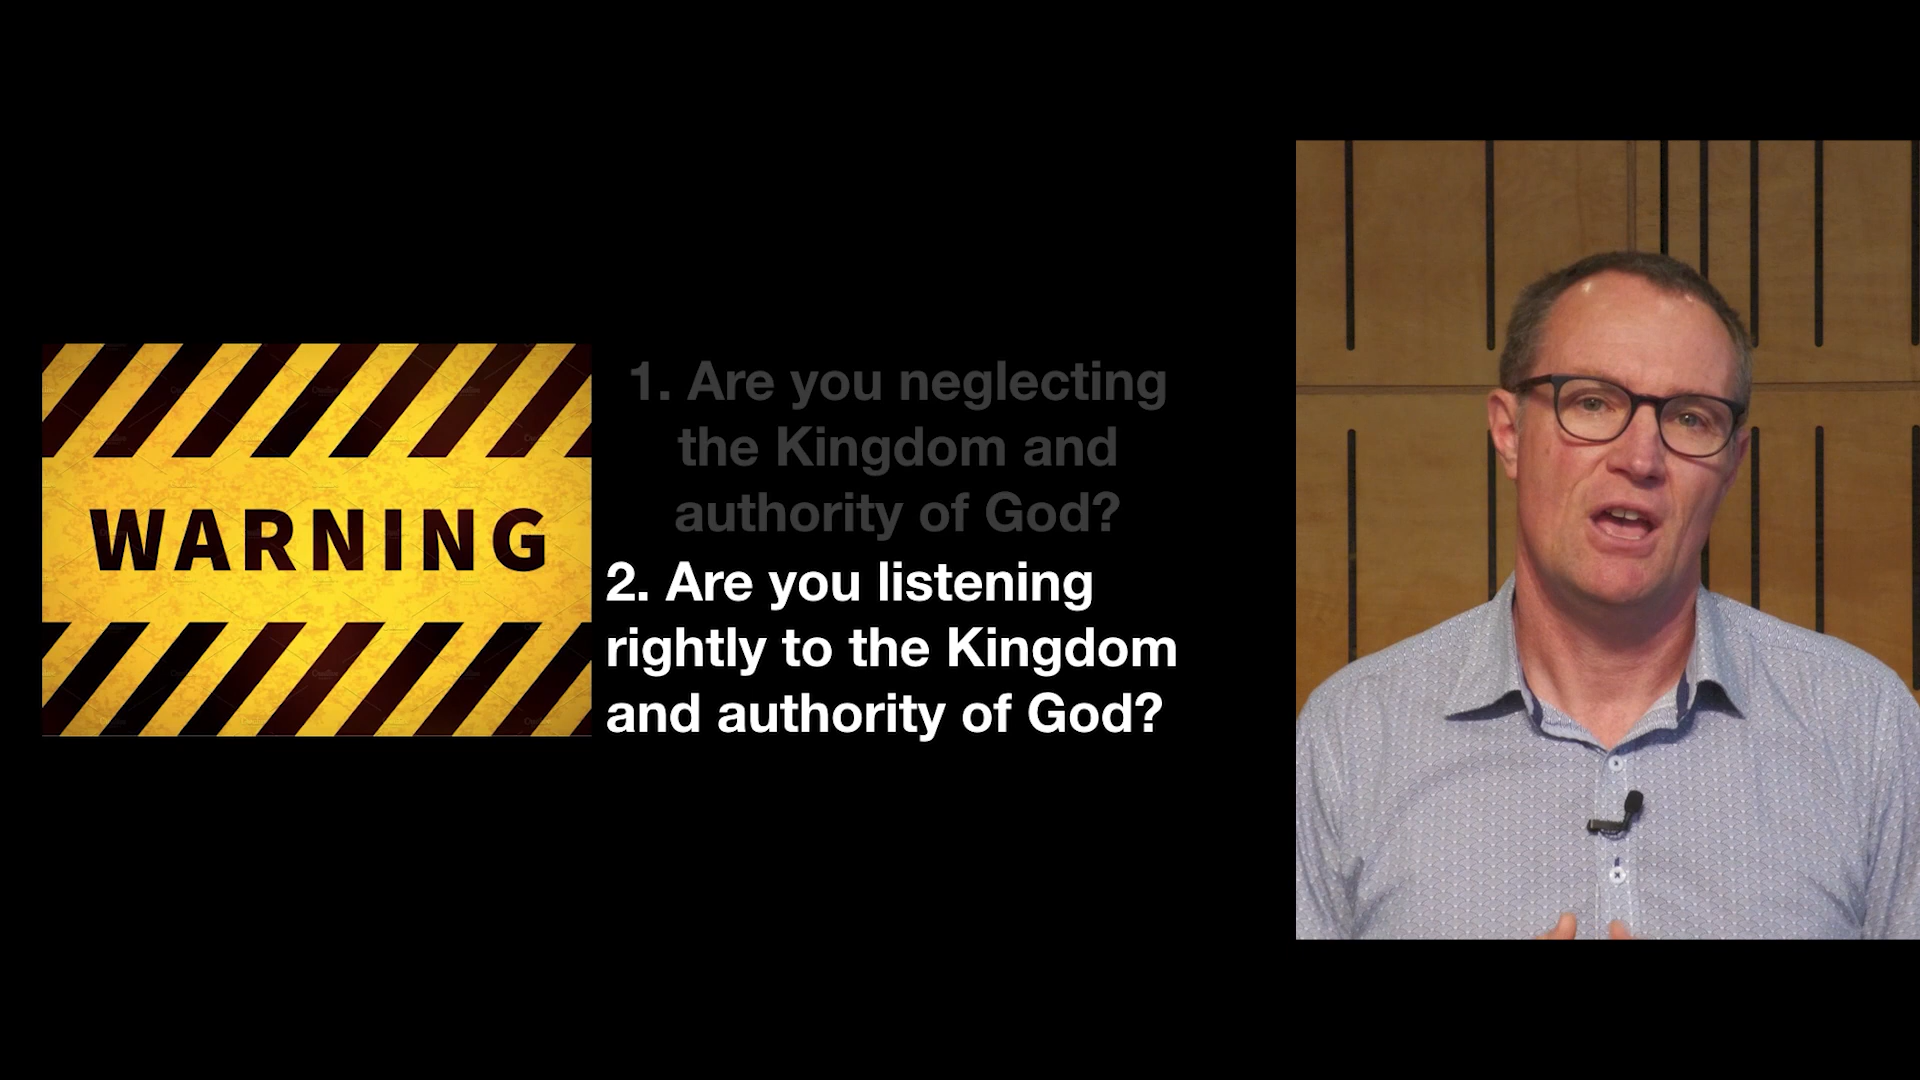 WARNING
1. Are you neglecting
the Kingdom and
authority of God?
2. Are you listening
rightly to the Kingdom
and authority of God?